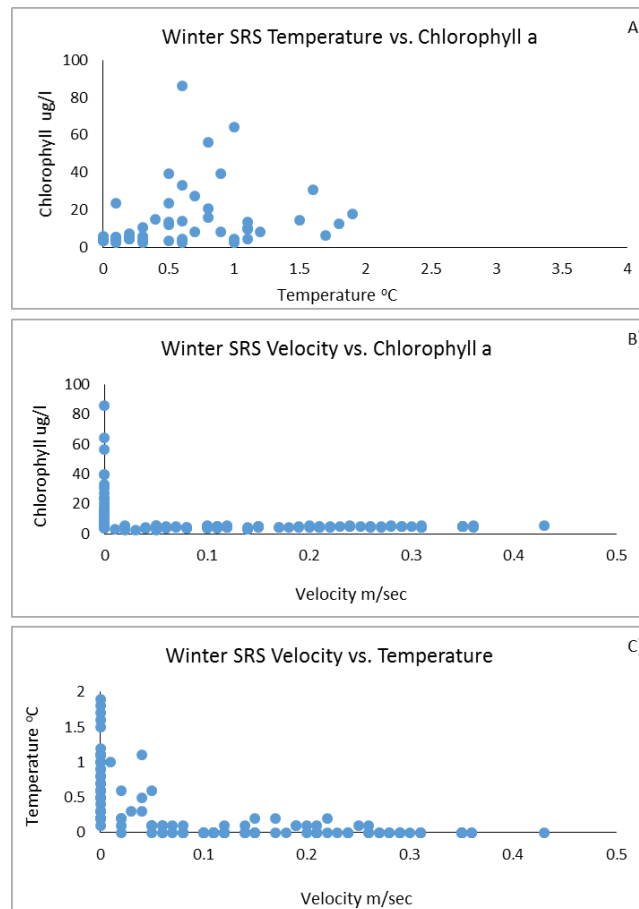 A
Winter SRS Temperature vs. Chlorophyll a
Chlorophyll ug/l
100
80
60
40
20
0
0 0.5 1 1.5 2 2.5 3 3.5 4
Temperature °C
B)
Winter SRS Velocity vs. Chlorophyll a
Chlorophyll ug/l
100
80
60
40
20
0
0 0.1 0.2 0.3 0.4 0.5
Velocity m/sec
C)
Winter SRS Velocity vs. Temperature
Temperature °C
2
1.5
1
0.5
0
0 0.1 0.2 0.3 0.4 0.5
Velocity m/sec